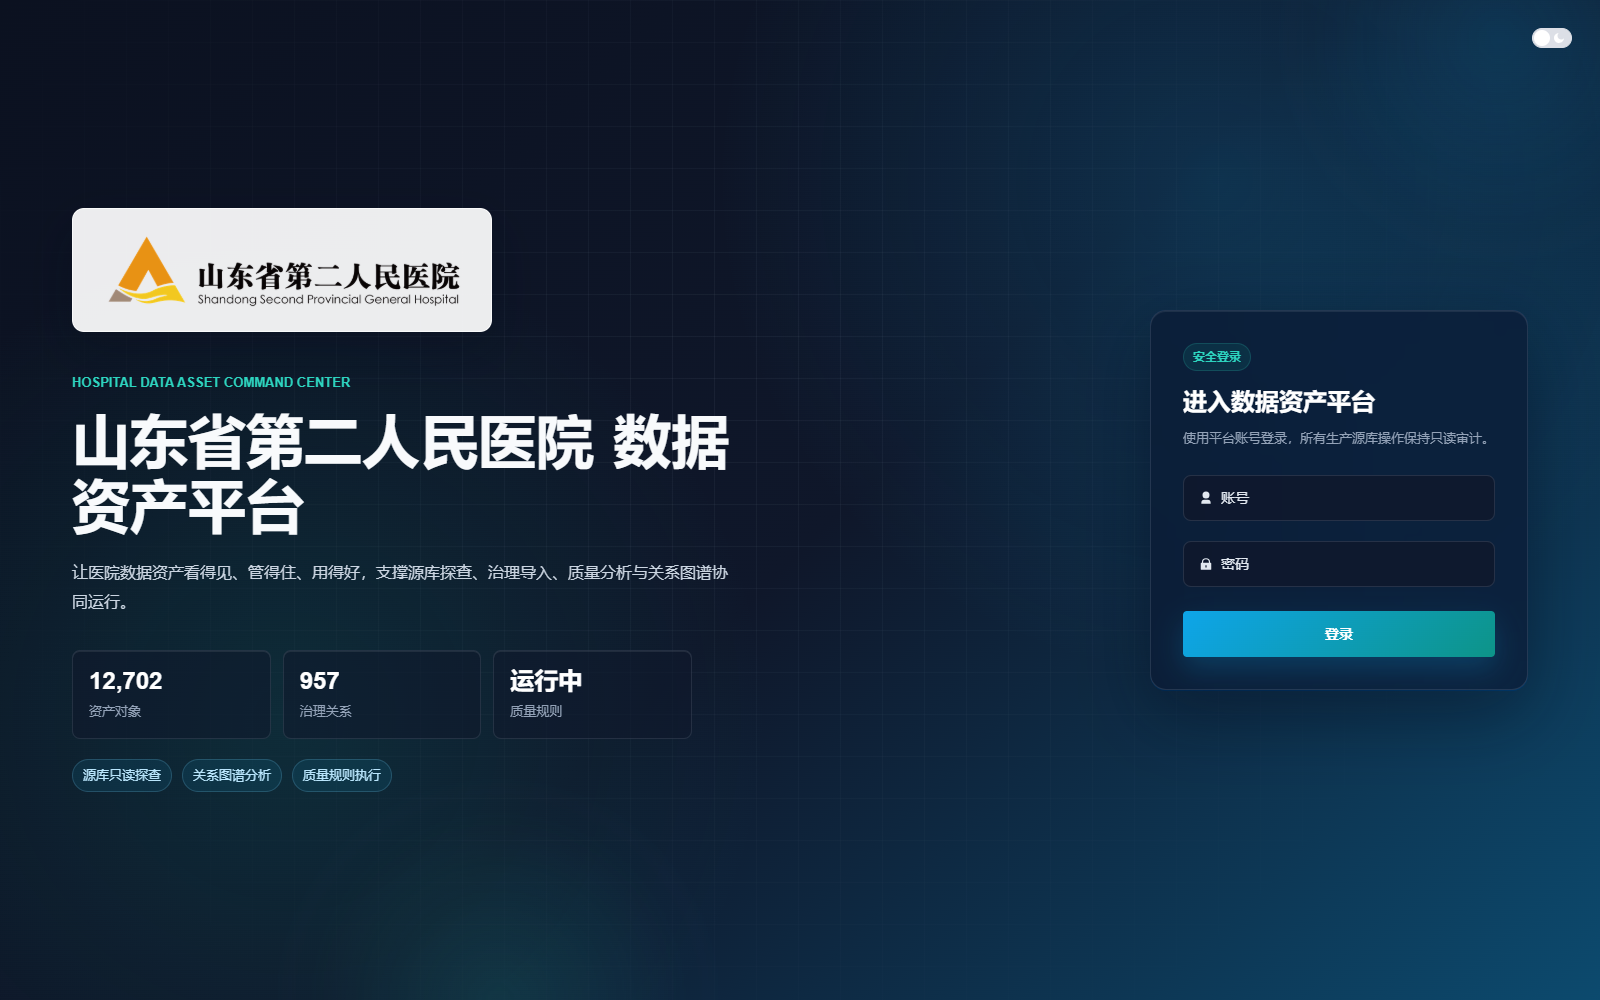 山东省第二人民医院
Shandong Second Provincial General Hospital
HOSPITAL DATA ASSET COMMAND CENTER
山东省第二人民医院 数据
资产平台
让医院数据资产看得见、管得住、用得好，支撑源库探查、治理导入、质量分析与关系图谱协
同运行。
12,702
资产对象
957
治理关系
运行中
质量规则
源库只读探查
关系图谱分析
质量规则执行
安全登录
进入数据资产平台
使用平台账号登录，所有生产源库操作保持只读审计。
账号
密码
登录